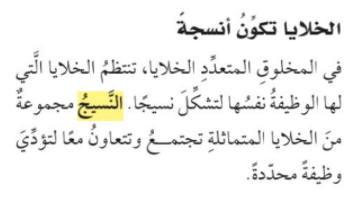 الخلايا تكوِّنُ أنسجةً
في المخلوقِ المتعدِّدِ الخلايا، تنتظمُ الخلايا الَّتي
لها الوظيفةُ نفسُها لتشكِّلَ نسيجًا. النَّسيجُ مجموعةٌ
منَ الخلايا المتماثلةِ تجتمعُ وتتعاونُ معًا لتؤدِّيَ
وظيفةً محدّدةً.